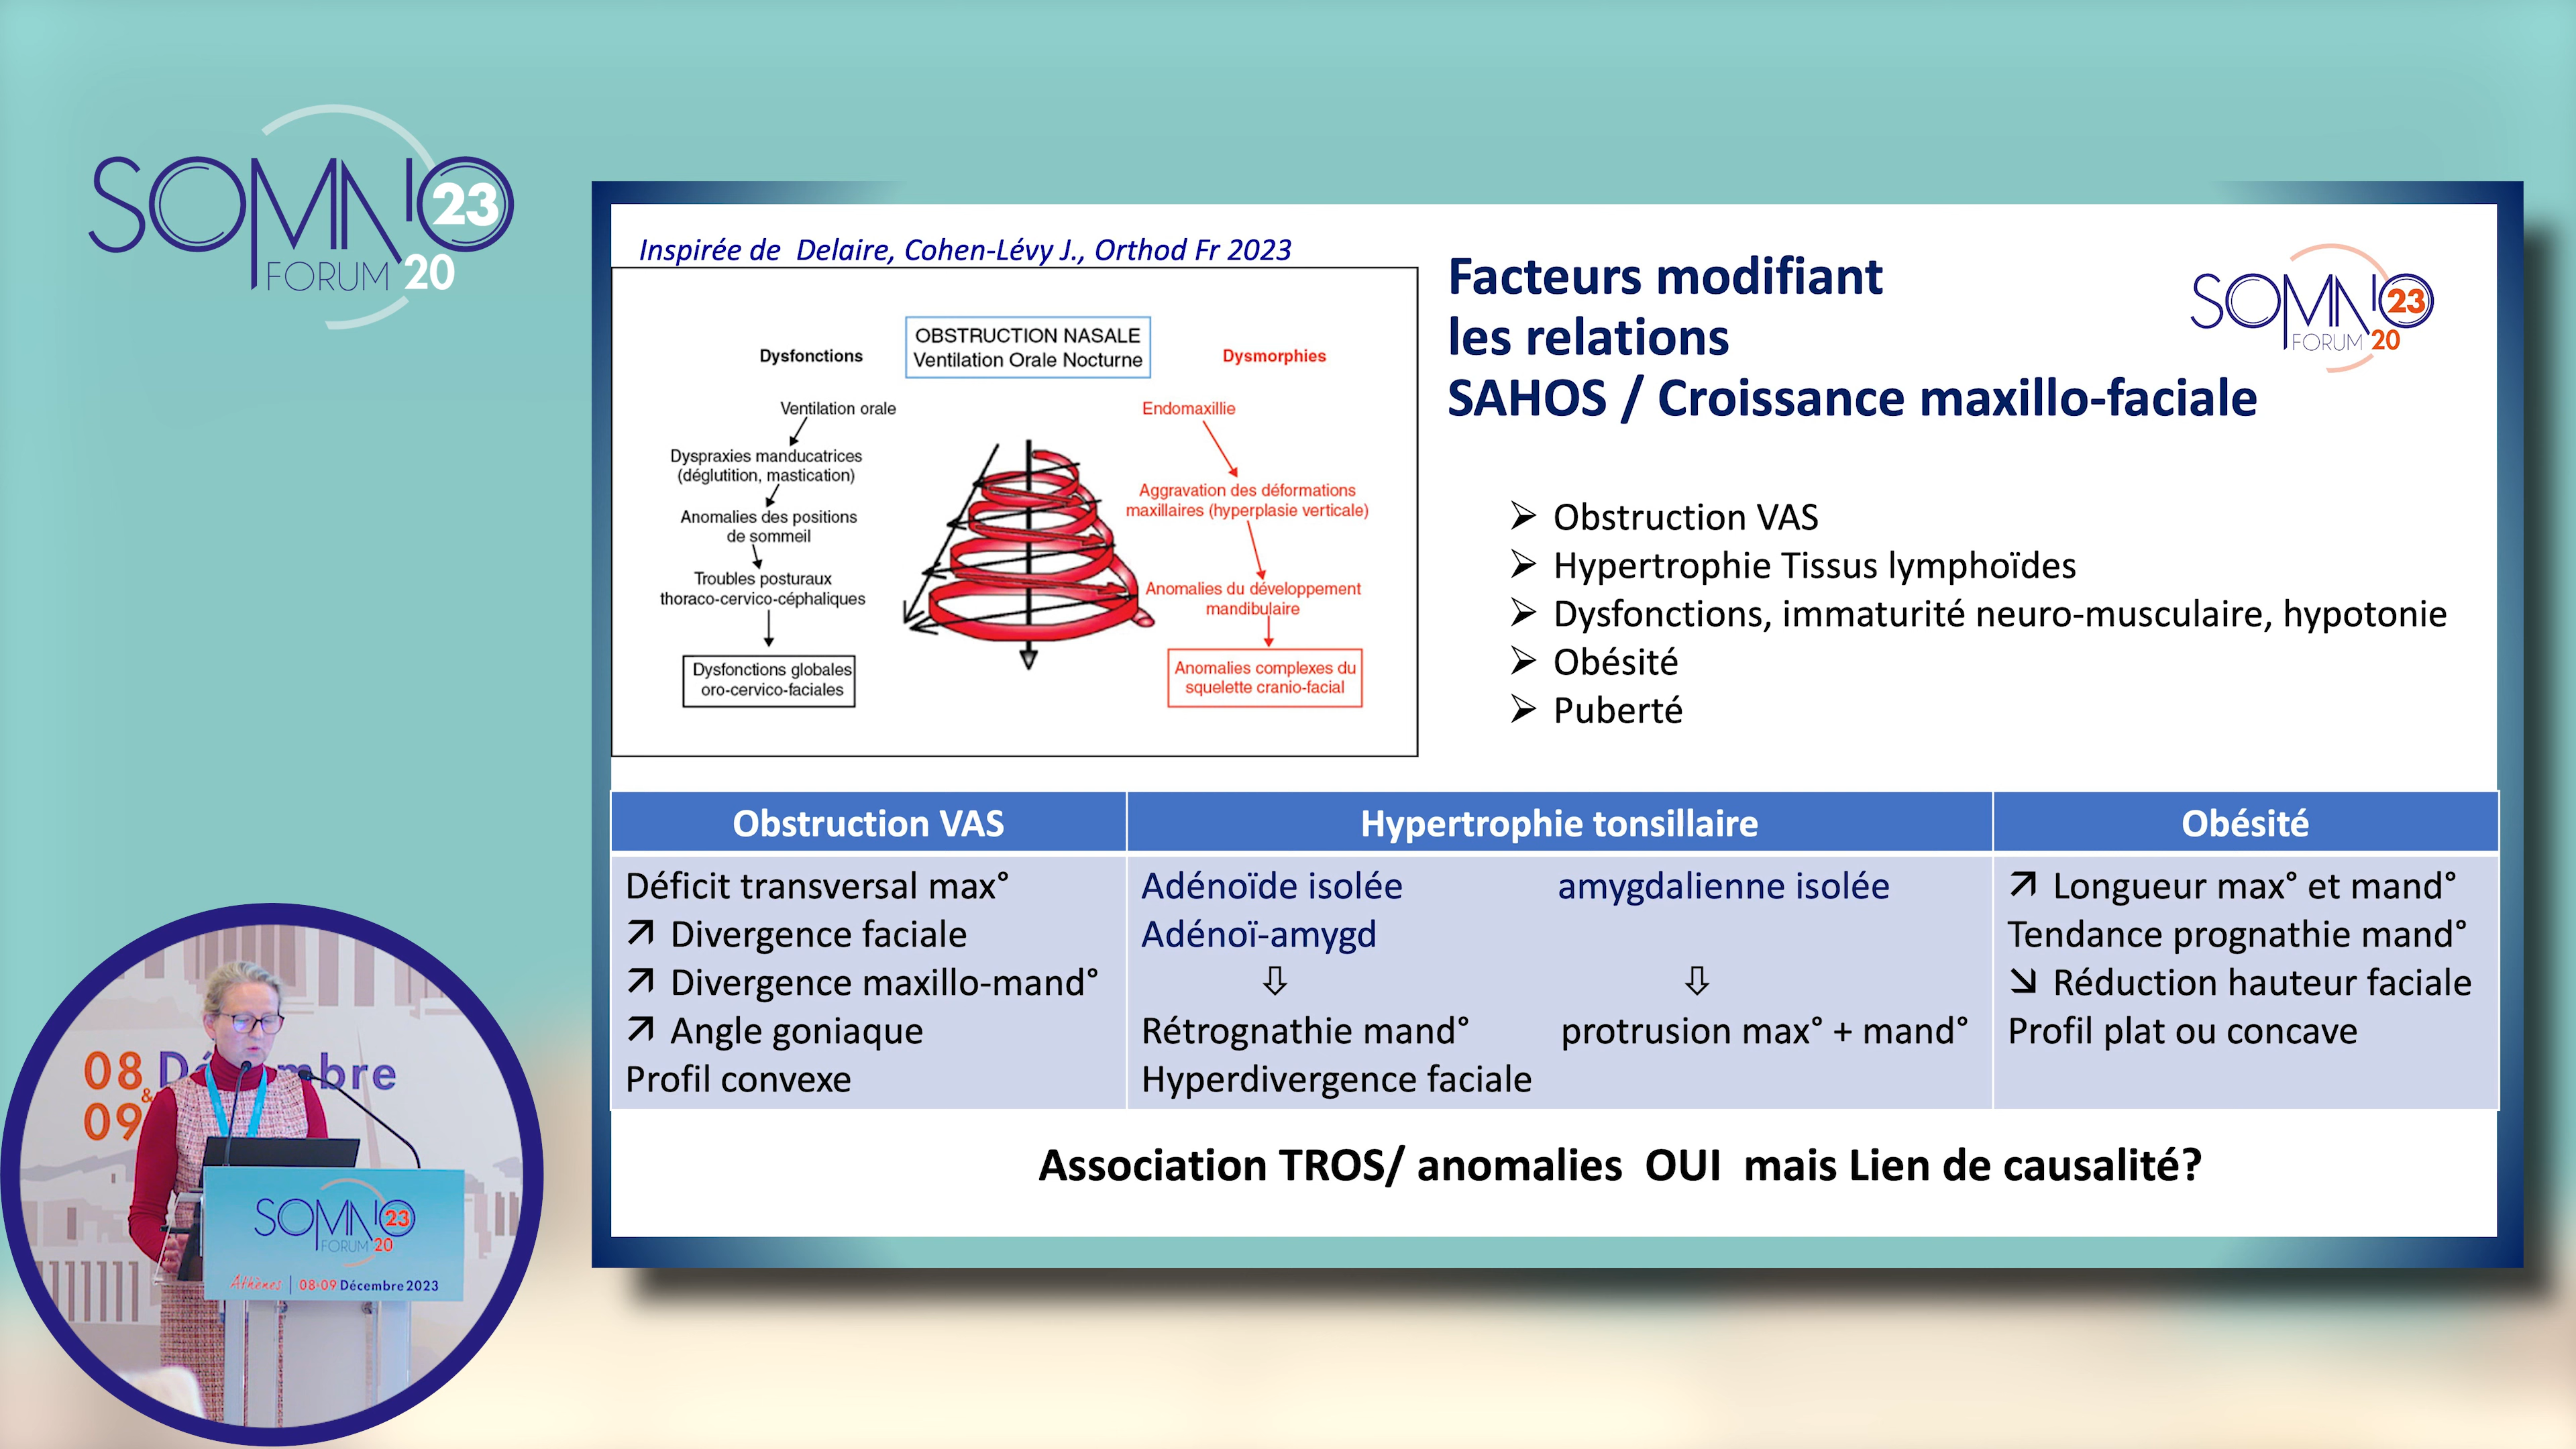 SOMNIO 23
FORUM 20
Inspirée de Delaire, Cohen-Lévy J., Orthod Fr 2023
OBSTRUCTION NASALE
Ventilation Orale Nocturne
Dysfonctions
Dysmorphies
Ventilation orale
Dyspraxies manducatrices
(déglutition, mastication)
Anomalies des positions
de sommeil
Troubles posturaux
thoraco-cervico-céphaliques
Dysfonctions globales
oro-cervico-faciales
Endomaxillie
Aggravation des déformations
maxillaires (hyperplasie verticale)
Anomalies du développement
mandibulaire
Anomalies complexes du
squelette cranio-facial
Facteurs modifiant
les relations
SAHOS / Croissance maxillo-faciale
SOMNIO 23
FORUM 20
➢ Obstruction VAS
➢ Hypertrophie Tissus lymphoïdes
➢ Dysfonctions, immaturité neuro-musculaire, hypotonie
➢ Obésité
➢ Puberté
Obstruction VAS
Déficit transversal max°
↗ Divergence faciale
↗ Divergence maxillo-mand°
↗ Angle goniaque
Profil convexe
Hypertrophie tonsillaire
Adénoïde isolée amygdalienne isolée
Adénoï-amygd
⇩ ⇩
Rétrognathie mand° protrusion max° + mand°
Hyperdivergence faciale
Obésité
↗ Longueur max° et mand°
Tendance prognathie mand°
↘ Réduction hauteur faciale
Profil plat ou concave
Association TROS/ anomalies OUI mais Lien de causalité?
08
&
09
SOMNIO 23
FORUM 20
Athènes | 08-09 Décembre 2023